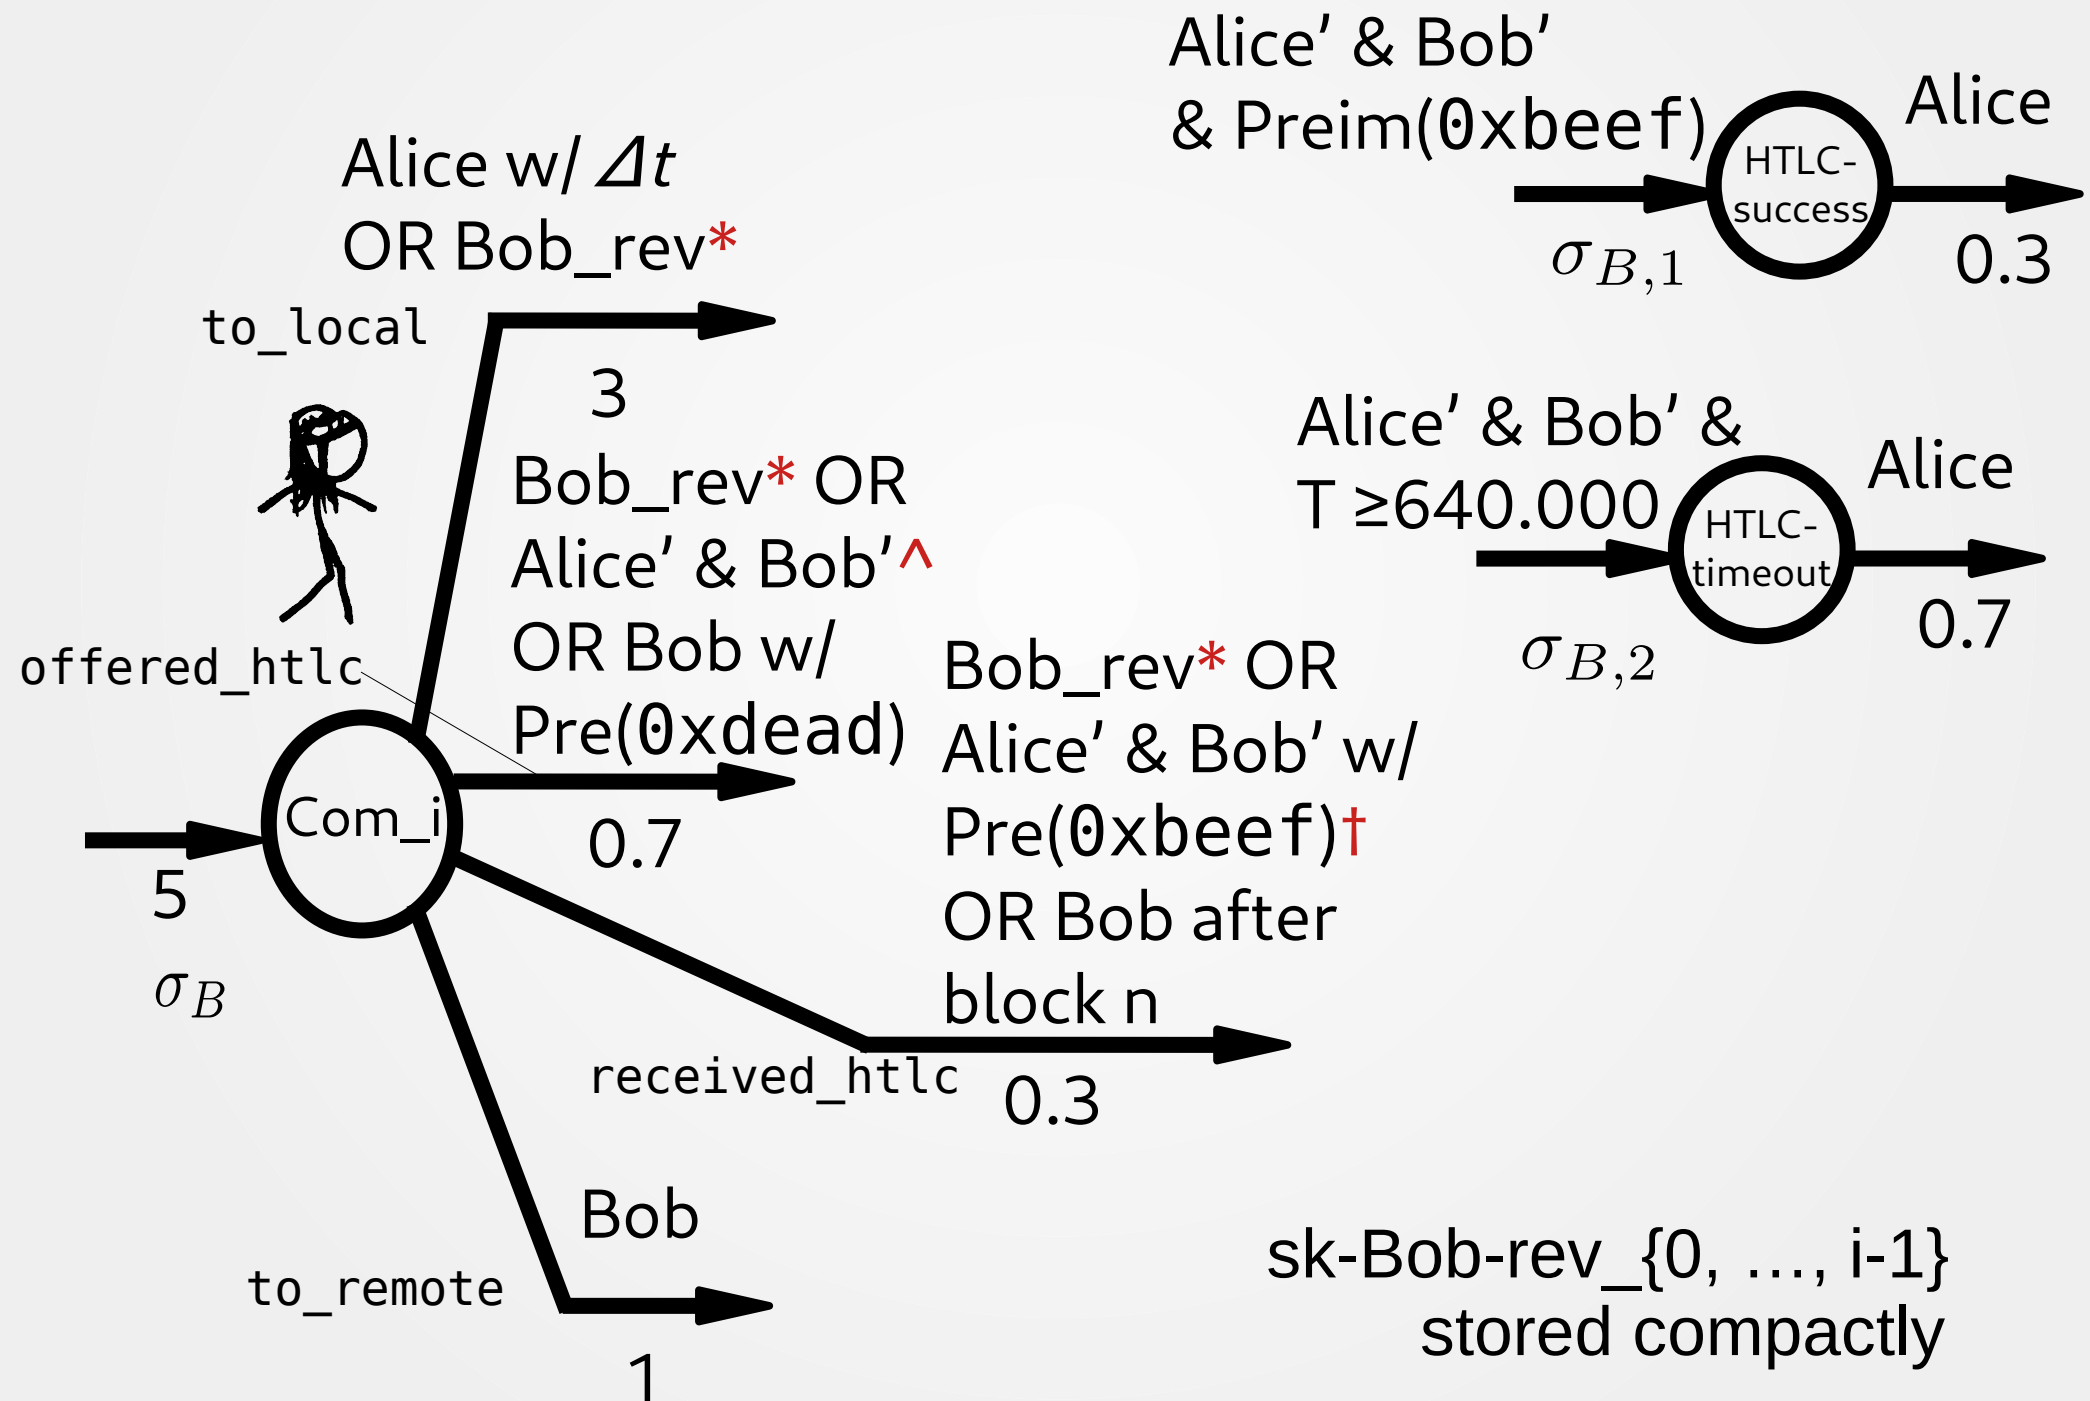 Alice' & Bob'
& Preim(0xbeef)
HTLC-
success
Alice
σ_{B,1}
0.3
Alice w/ Δt
OR Bob_rev*
to_local
3
Alice' & Bob' &
T ≥640.000
HTLC-
timeout
Alice
σ_{B,2}
0.7
Bob_rev* OR
Alice' & Bob'^
OR Bob w/
Pre(0xdead)
offered_htlc
0.7
Bob_rev* OR
Alice' & Bob' w/
Pre(0xbeef)†
OR Bob after
block n
received_htlc
0.3
Com_i
5
σ_B
Bob
to_remote
1
sk-Bob-rev_{0, ..., i-1}
stored compactly